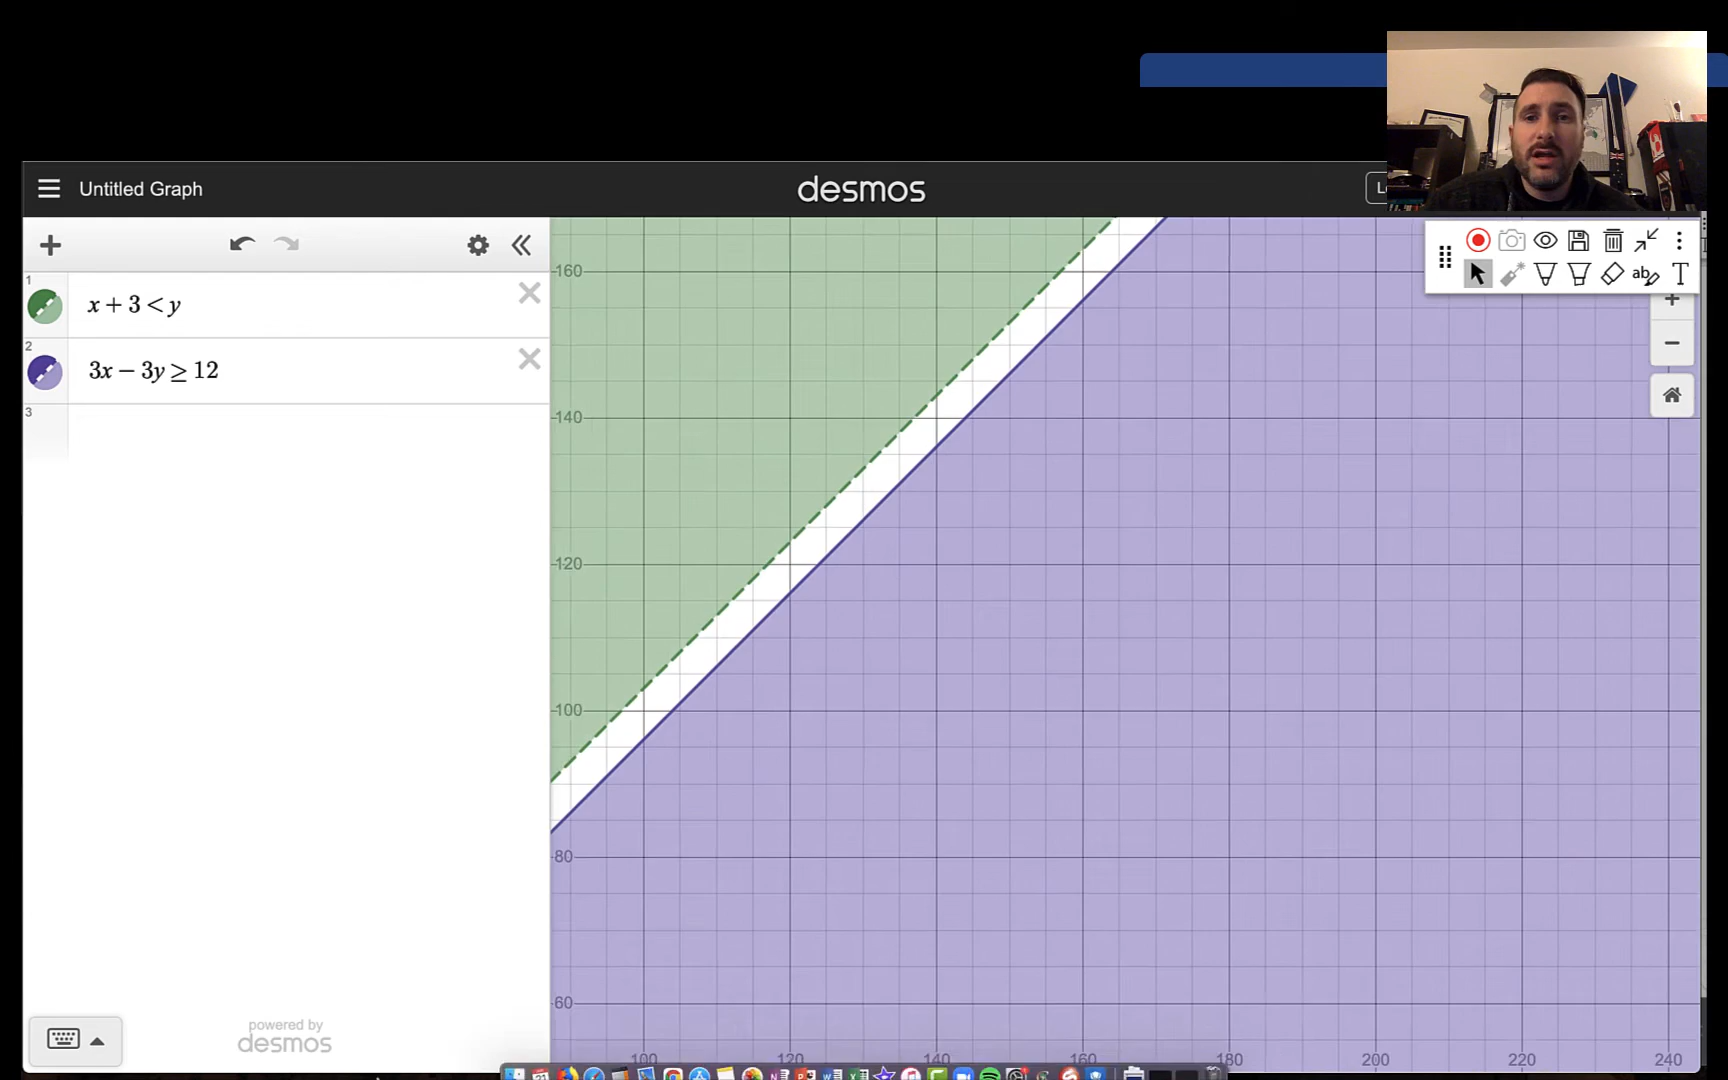 Untitled Graph
desmos
1
x + 3 < y
2
3x − 3y ≥ 12
3
ab
T
160
140
120
100
80
60
100 120 140 160 180 200 220 240
powered by
desmos